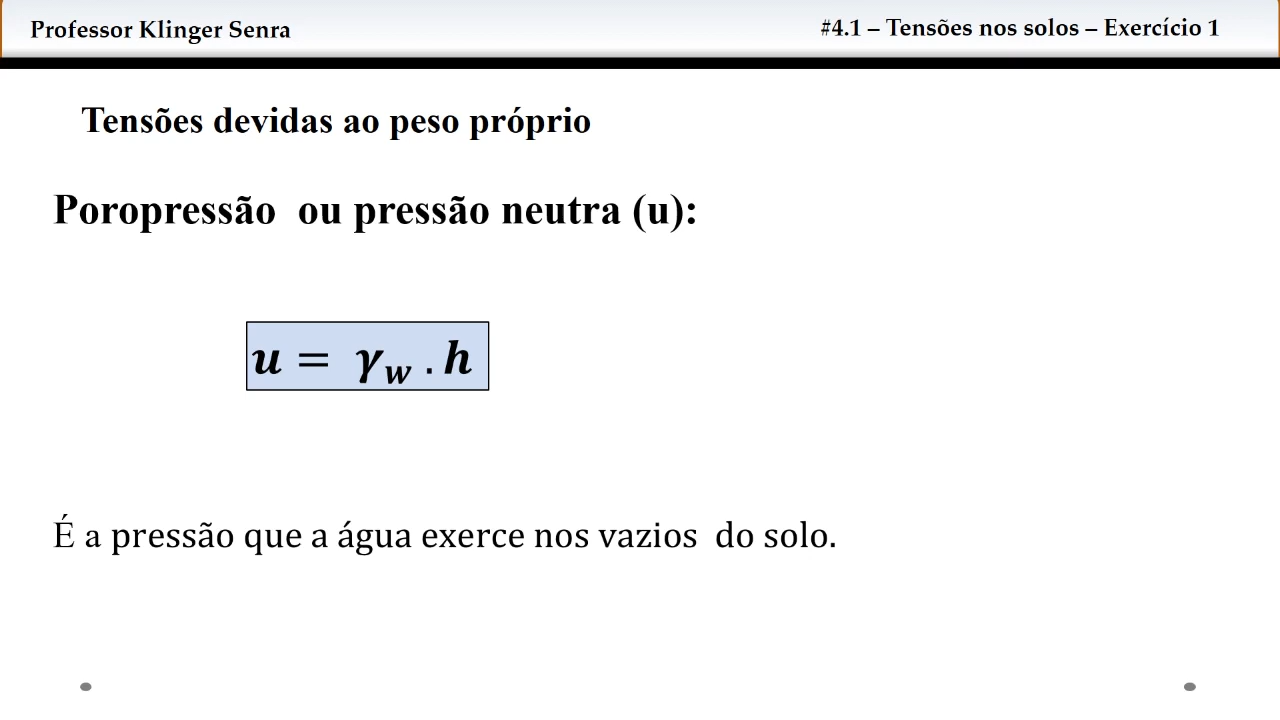 Professor Klinger Senra
#4.1 – Tensões nos solos – Exercício 1
Tensões devidas ao peso próprio
Poropressão ou pressão neutra (u):
u = γ_w . h
É a pressão que a água exerce nos vazios do solo.